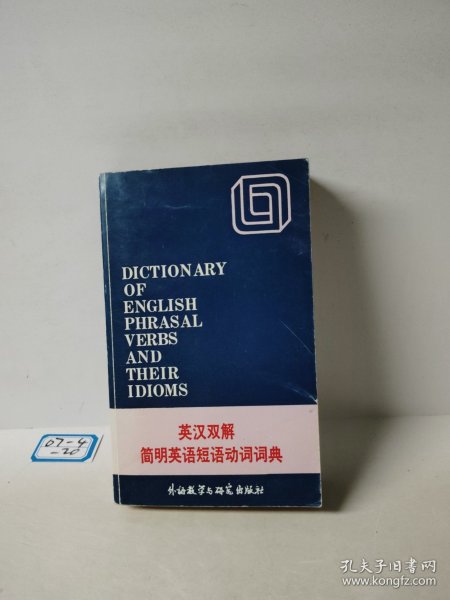 DICTIONARY
OF
ENGLISH
PHRASAL
VERBS
AND
THEIR
IDIOMS
英汉双解
简明英语短语动词词典
外语教学与研究出版社
07-4
-20
孔夫子旧书网
www.kongfz.com